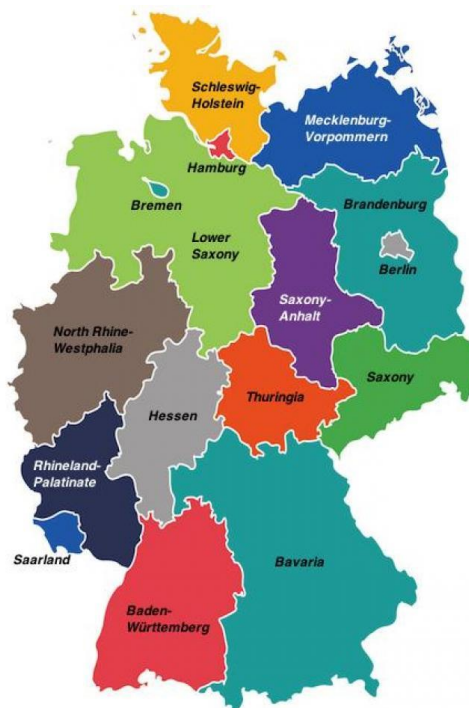 Schleswig-
Holstein
Mecklenburg-
Vorpommern
Hamburg
Bremen
Brandenburg
Lower
Saxony
Berlin
Saxony-
Anhalt
North Rhine-
Westphalia
Saxony
Thuringia
Hessen
Rhineland-
Palatinate
Saarland
Bavaria
Baden-
Württemberg